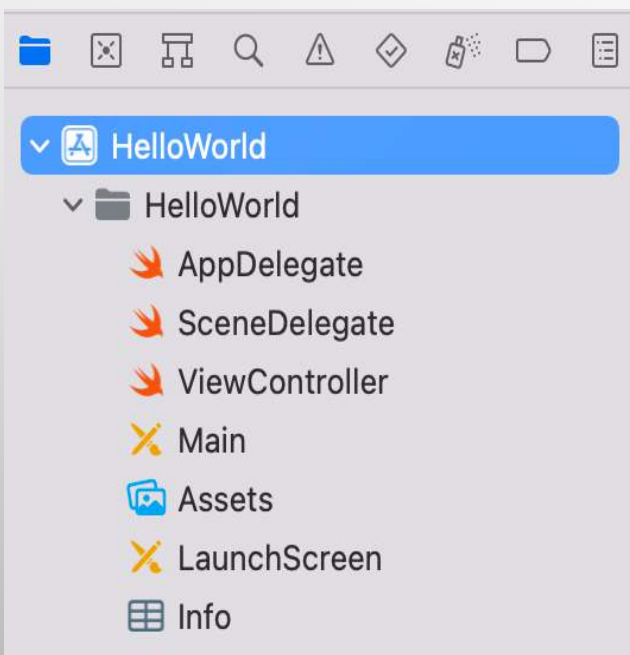 HelloWorld
HelloWorld
AppDelegate
SceneDelegate
ViewController
Main
Assets
LaunchScreen
Info